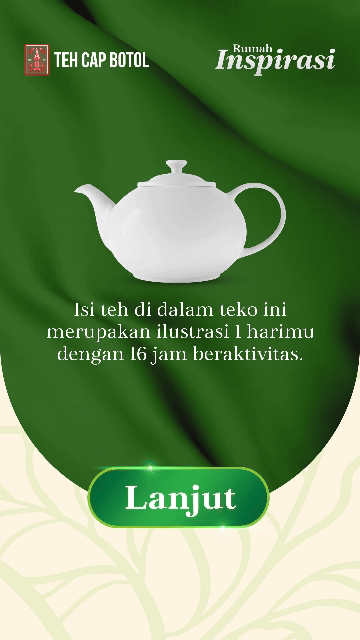 TEH CAP BOTOL
Rumah
Inspirasi
Isi teh di dalam teko ini
merupakan ilustrasi 1 harimu
dengan 16 jam beraktivitas.
Lanjut